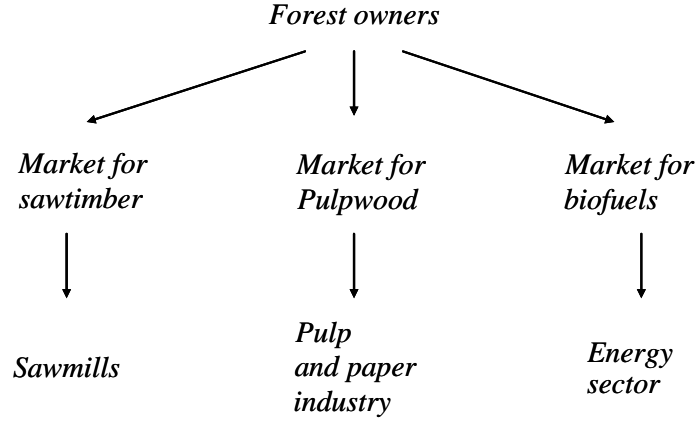 Forest owners
Market for
sawtimber
Market for
Pulpwood
Market for
biofuels
Sawmills
Pulp
and paper
industry
Energy
sector